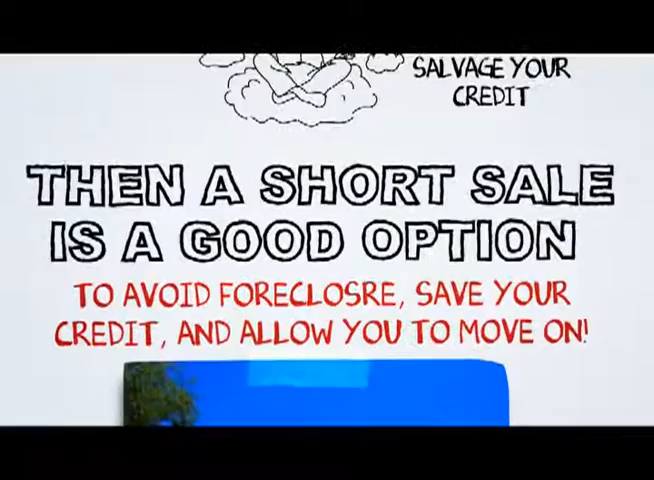 SALVAGE YOUR
CREDIT
THEN A SHORT SALE
IS A GOOD OPTION
TO AVOID FORECLOSRE, SAVE YOUR
CREDIT, AND ALLOW YOU TO MOVE ON!